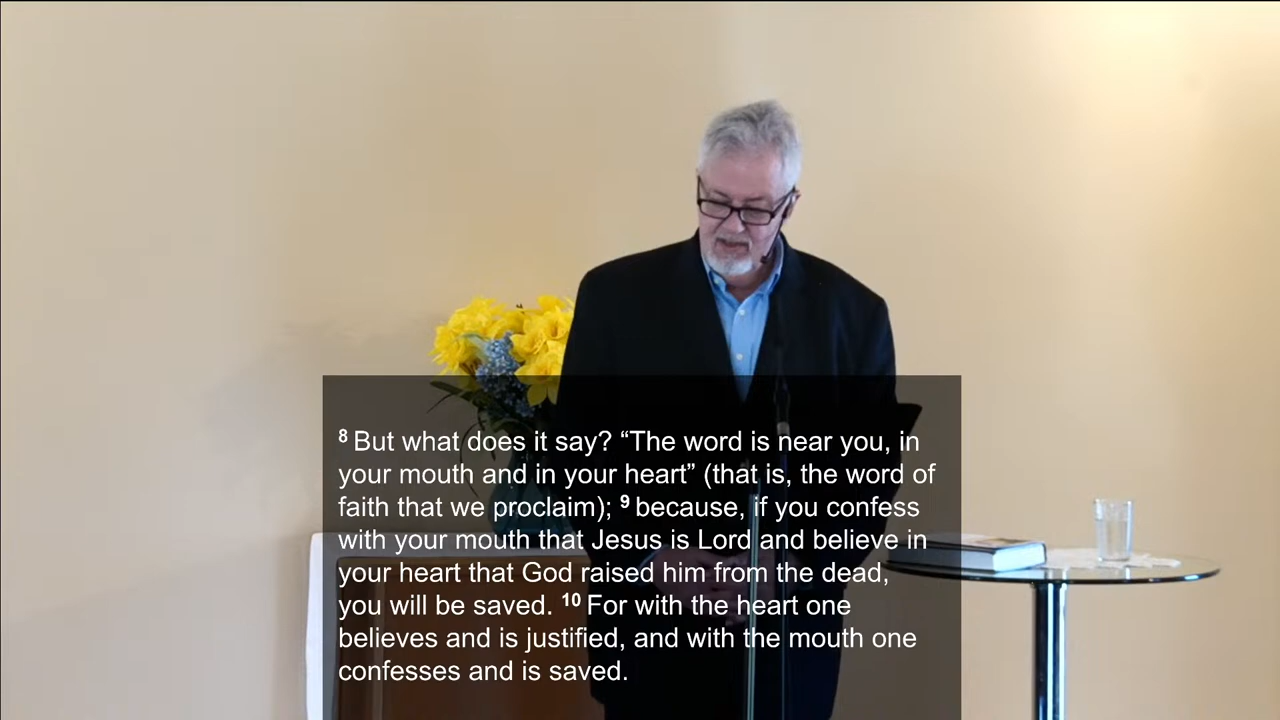 8 But what does it say? “The word is near you, in
your mouth and in your heart” (that is, the word of
faith that we proclaim); 9 because, if you confess
with your mouth that Jesus is Lord and believe in
your heart that God raised him from the dead,
you will be saved. 10 For with the heart one
believes and is justified, and with the mouth one
confesses and is saved.